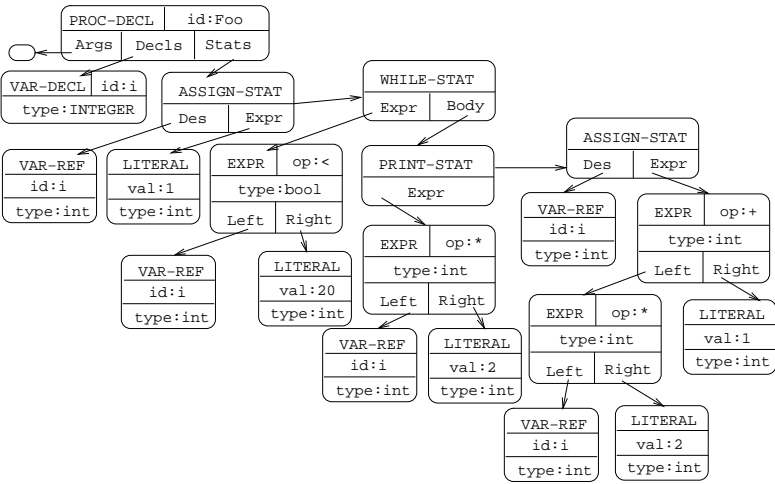 PROC-DECL id:Foo
Args Decls Stats
VAR-DECL id:i
type:INTEGER
ASSIGN-STAT
Des Expr
WHILE-STAT
Expr Body
VAR-REF
id:i
type:int
LITERAL
val:1
type:int
EXPR op:<
type:bool
Left Right
PRINT-STAT
Expr
ASSIGN-STAT
Des Expr
VAR-REF
id:i
type:int
LITERAL
val:20
type:int
EXPR op:*
type:int
Left Right
VAR-REF
id:i
type:int
EXPR op:+
type:int
Left Right
VAR-REF
id:i
type:int
LITERAL
val:2
type:int
EXPR op:*
type:int
Left Right
LITERAL
val:1
type:int
VAR-REF
id:i
type:int
LITERAL
val:2
type:int